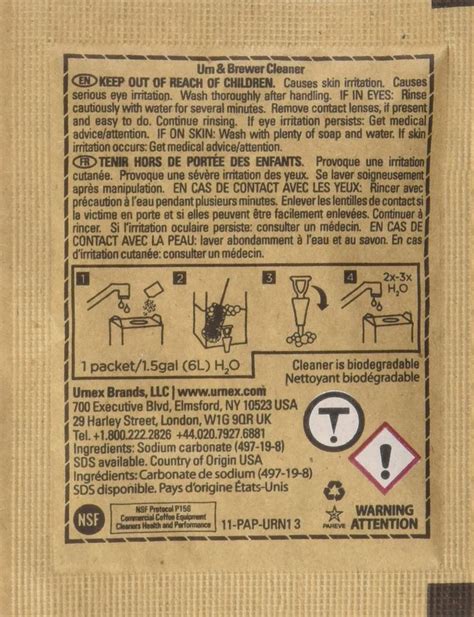 Urn & Brewer Cleaner
EN KEEP OUT OF REACH OF CHILDREN. Causes skin irritation. Causes
serious eye irritation. Wash thoroughly after handling. IF IN EYES: Rinse
cautiously with water for several minutes. Remove contact lenses, if present
and easy to do. Continue rinsing. If eye irritation persists: Get medical
advice/attention. IF ON SKIN: Wash with plenty of soap and water. If skin
irritation occurs: Get medical advice/attention.
FR TENIR HORS DE PORTÉE DES ENFANTS. Provoque une irritation
cutanée. Provoque une sévère irritation des yeux. Se laver soigneusement
après manipulation. EN CAS DE CONTACT AVEC LES YEUX: Rincer avec
précaution à l'eau pendant plusieurs minutes. Enlever les lentilles de contact si
la victime en porte et si elles peuvent être facilement enlevées. Continuer à
rincer. Si l'irritation oculaire persiste: consulter un médecin. EN CAS DE
CONTACT AVEC LA PEAU: laver abondamment à l'eau et au savon. En cas
d'irritation cutanée: consulter un médecin.
1 2 3 4 2x-3x
H₂O
1 packet/1.5gal (6L) H₂O
Cleaner is biodegradable
Nettoyant biodégradable
Urnex Brands, LLC | www.urnex.com
700 Executive Blvd, Elmsford, NY 10523 USA
29 Harley Street, London, W1G 9QR UK
Tel. +1.800.222.2826 +44.020.7927.6881
Ingredients: Sodium carbonate (497-19-8)
SDS available. Country of Origin USA
Ingrédients: Carbonate de sodium (497-19-8)
SDS disponible. Pays d'origine États-Unis
T
!
NSF
NSF Protocol P156
Commercial Coffee Equipment
Cleaners Health and Performance
11-PAP-URN13
PAREVE
WARNING
ATTENTION